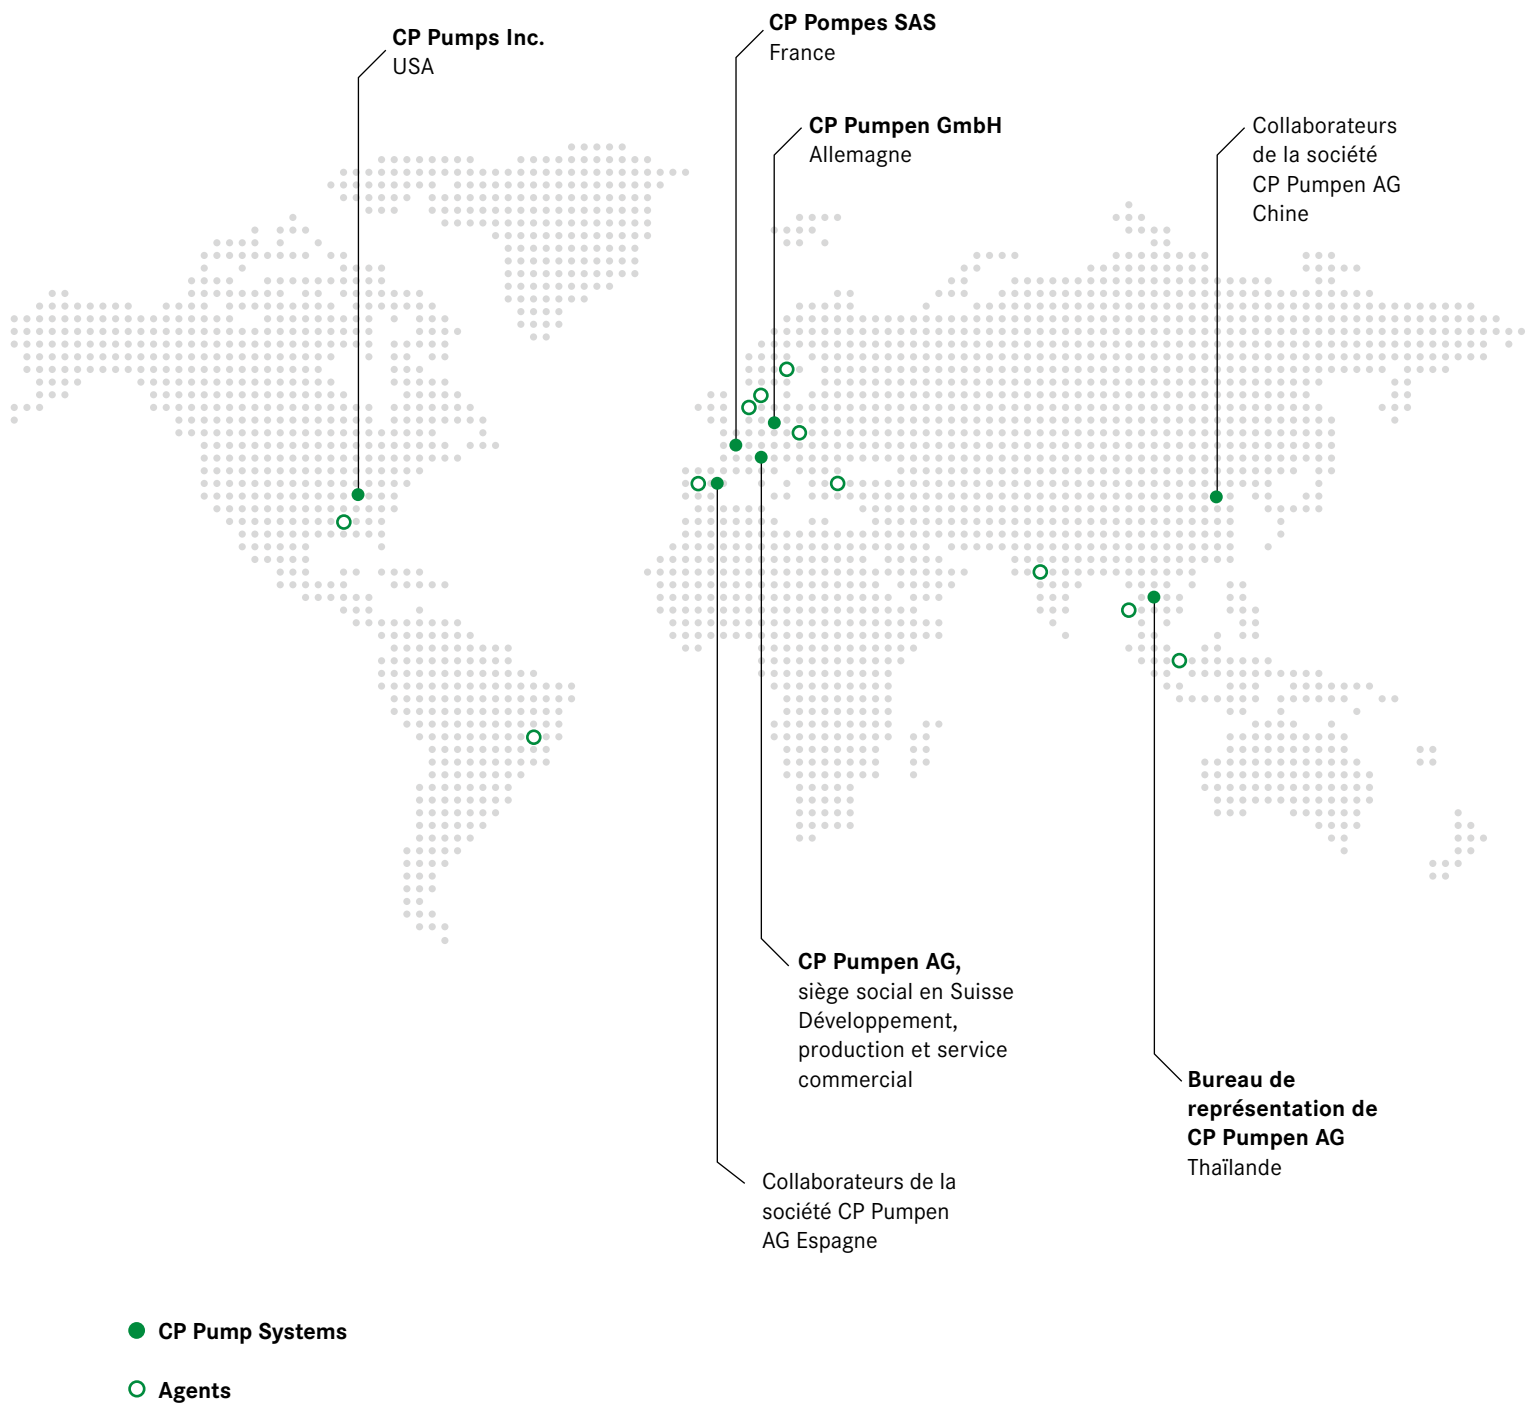 CP Pumps Inc.
USA
CP Pompes SAS
France
CP Pumpen GmbH
Allemagne
Collaborateurs
de la société
CP Pumpen AG
Chine
CP Pumpen AG,
siège social en Suisse
Développement,
production et service
commercial
Bureau de
représentation de
CP Pumpen AG
Thaïlande
Collaborateurs de la
société CP Pumpen
AG Espagne
CP Pump Systems
Agents